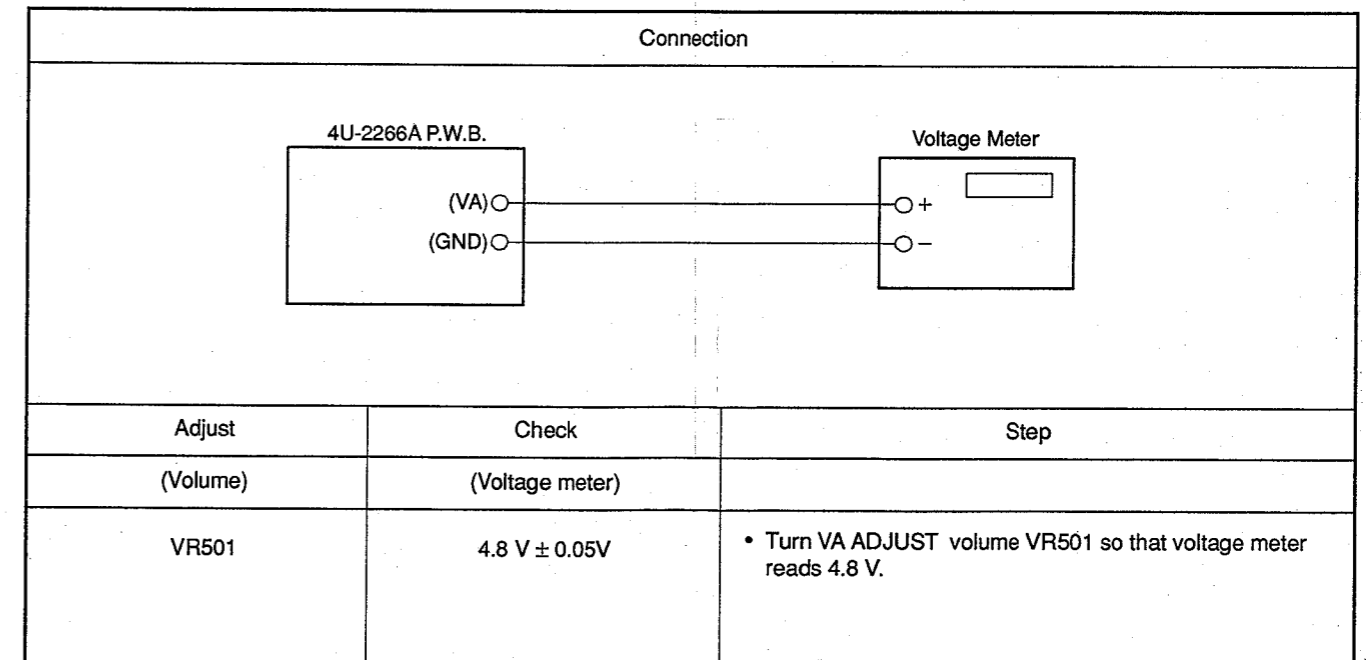 Connection
4U-2266A P.W.B.
Voltage Meter
(VA)
+
(GND)
−
Adjust
Check
Step
(Volume)
(Voltage meter)
VR501
4.8 V ± 0.05V
• Turn VA ADJUST volume VR501 so that voltage meter
reads 4.8 V.